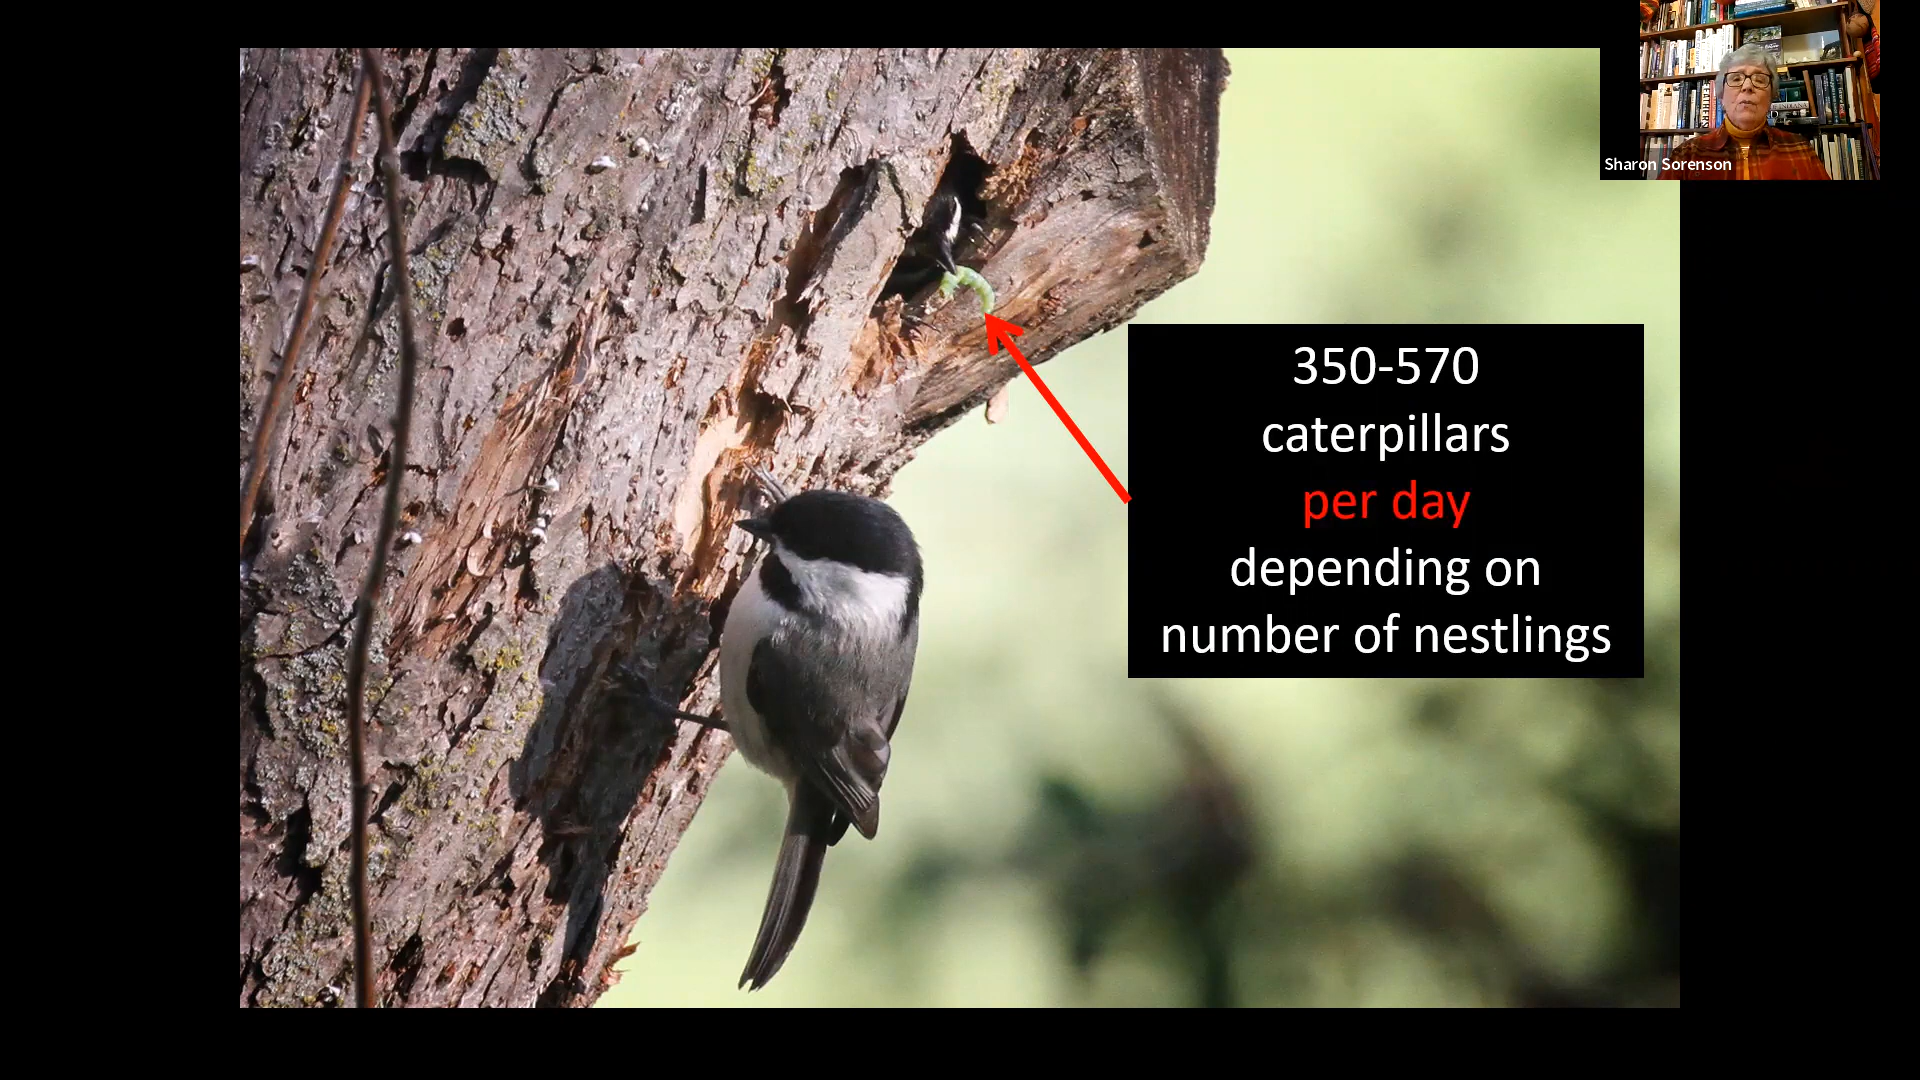 350-570
caterpillars
per day
depending on
number of nestlings
Sharon Sorenson